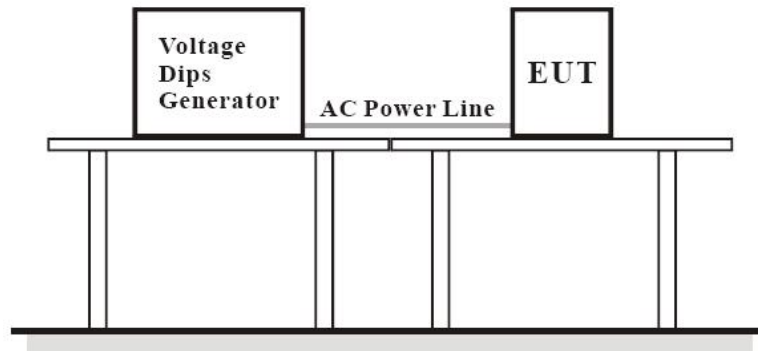 Voltage
Dips
Generator
AC Power Line
EUT